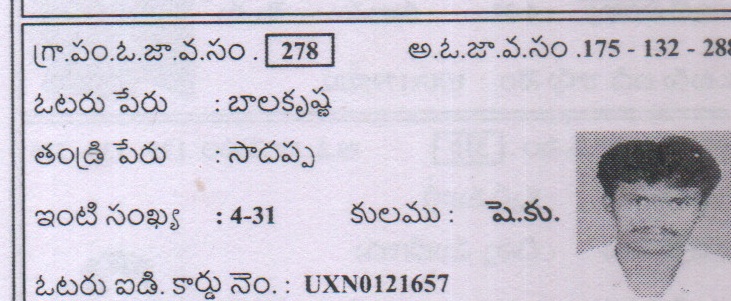 గ్రా.పం.ఓ.జా.వ.సం . 278 అ.ఓ.జా.వ.సం .175 - 132 - 288
ఓటరు పేరు : బాలకృష్ణ
తండ్రి పేరు : సాదప్ప
ఇంటి సంఖ్య : 4-31 కులము : షె.కు.
ఓటరు ఐడి. కార్డు నెం. : UXN0121657